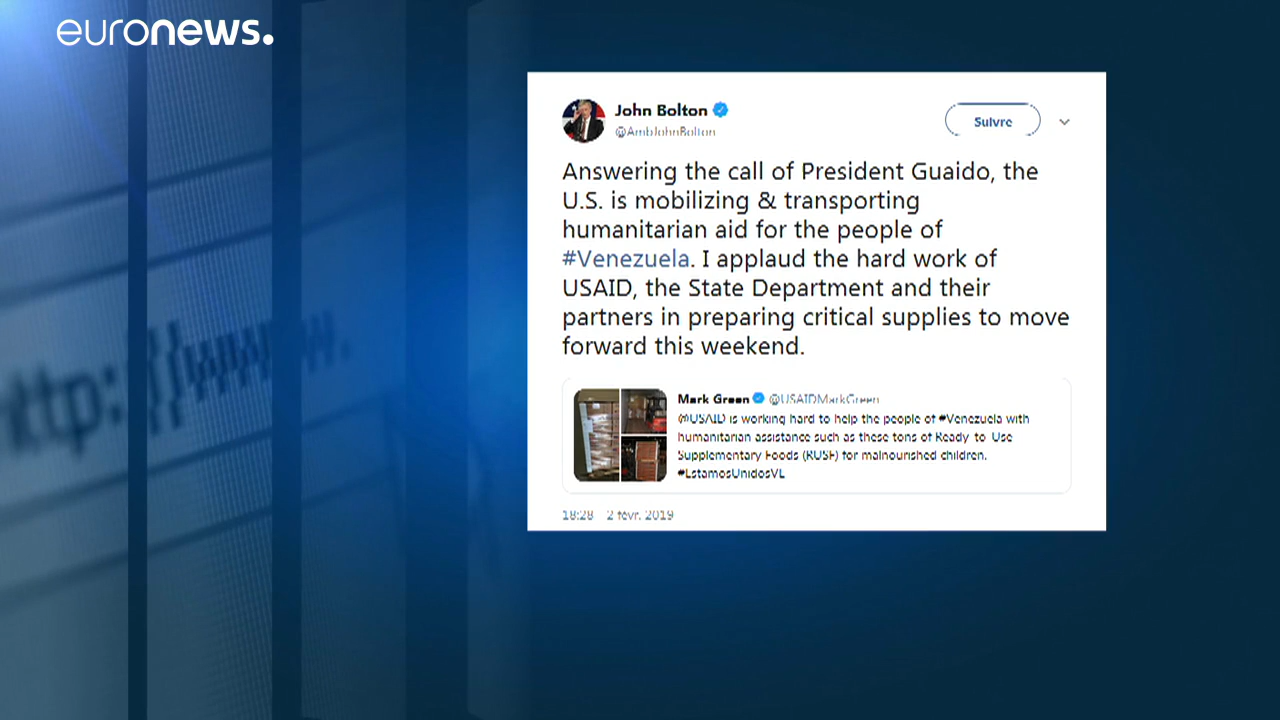 euronews.
John Bolton
@AmbJohnBolton
Suivre
Answering the call of President Guaido, the
U.S. is mobilizing & transporting
humanitarian aid for the people of
#Venezuela. I applaud the hard work of
USAID, the State Department and their
partners in preparing critical supplies to move
forward this weekend.
Mark Green @USAIDMarkGreen
@USAID is working hard to help the people of #Venezuela with
humanitarian assistance such as these tons of Ready-to-Use
Supplementary Foods (RUSF) for malnourished children.
#EstamosUnidosVE
18:28 - 2 févr. 2019
http://www.